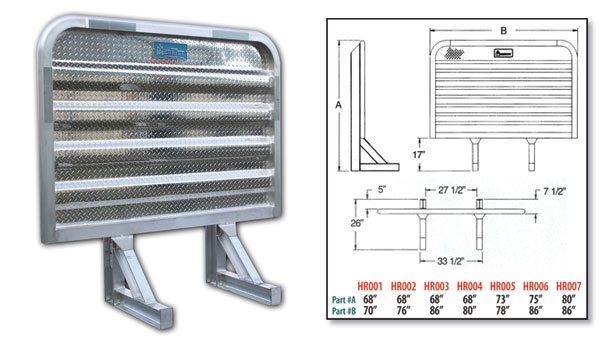 B
A
17"
5"
27 1/2"
7 1/2"
26"
33 1/2"
HR001 HR002 HR003 HR004 HR005 HR006 HR007
Part #A 68" 68" 68" 68" 73" 75" 80"
Part #B 70" 76" 86" 80" 78" 86" 86"